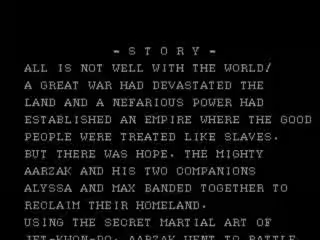 = S T O R Y =
ALL IS NOT WELL WITH THE WORLD!
A GREAT WAR HAD DEVASTATED THE
LAND AND A NEFARIOUS POWER HAD
ESTABLISHED AN EMPIRE WHERE THE GOOD
PEOPLE WERE TREATED LIKE SLAVES.
BUT THERE WAS HOPE. THE MIGHTY
AARZAK AND HIS TWO COMPANIONS
ALYSSA AND MAX BANDED TOGETHER TO
RECLAIM THEIR HOMELAND.
USING THE SECRET MARTIAL ART OF
JET-KWON-DO, AARZAK WENT TO BATTLE